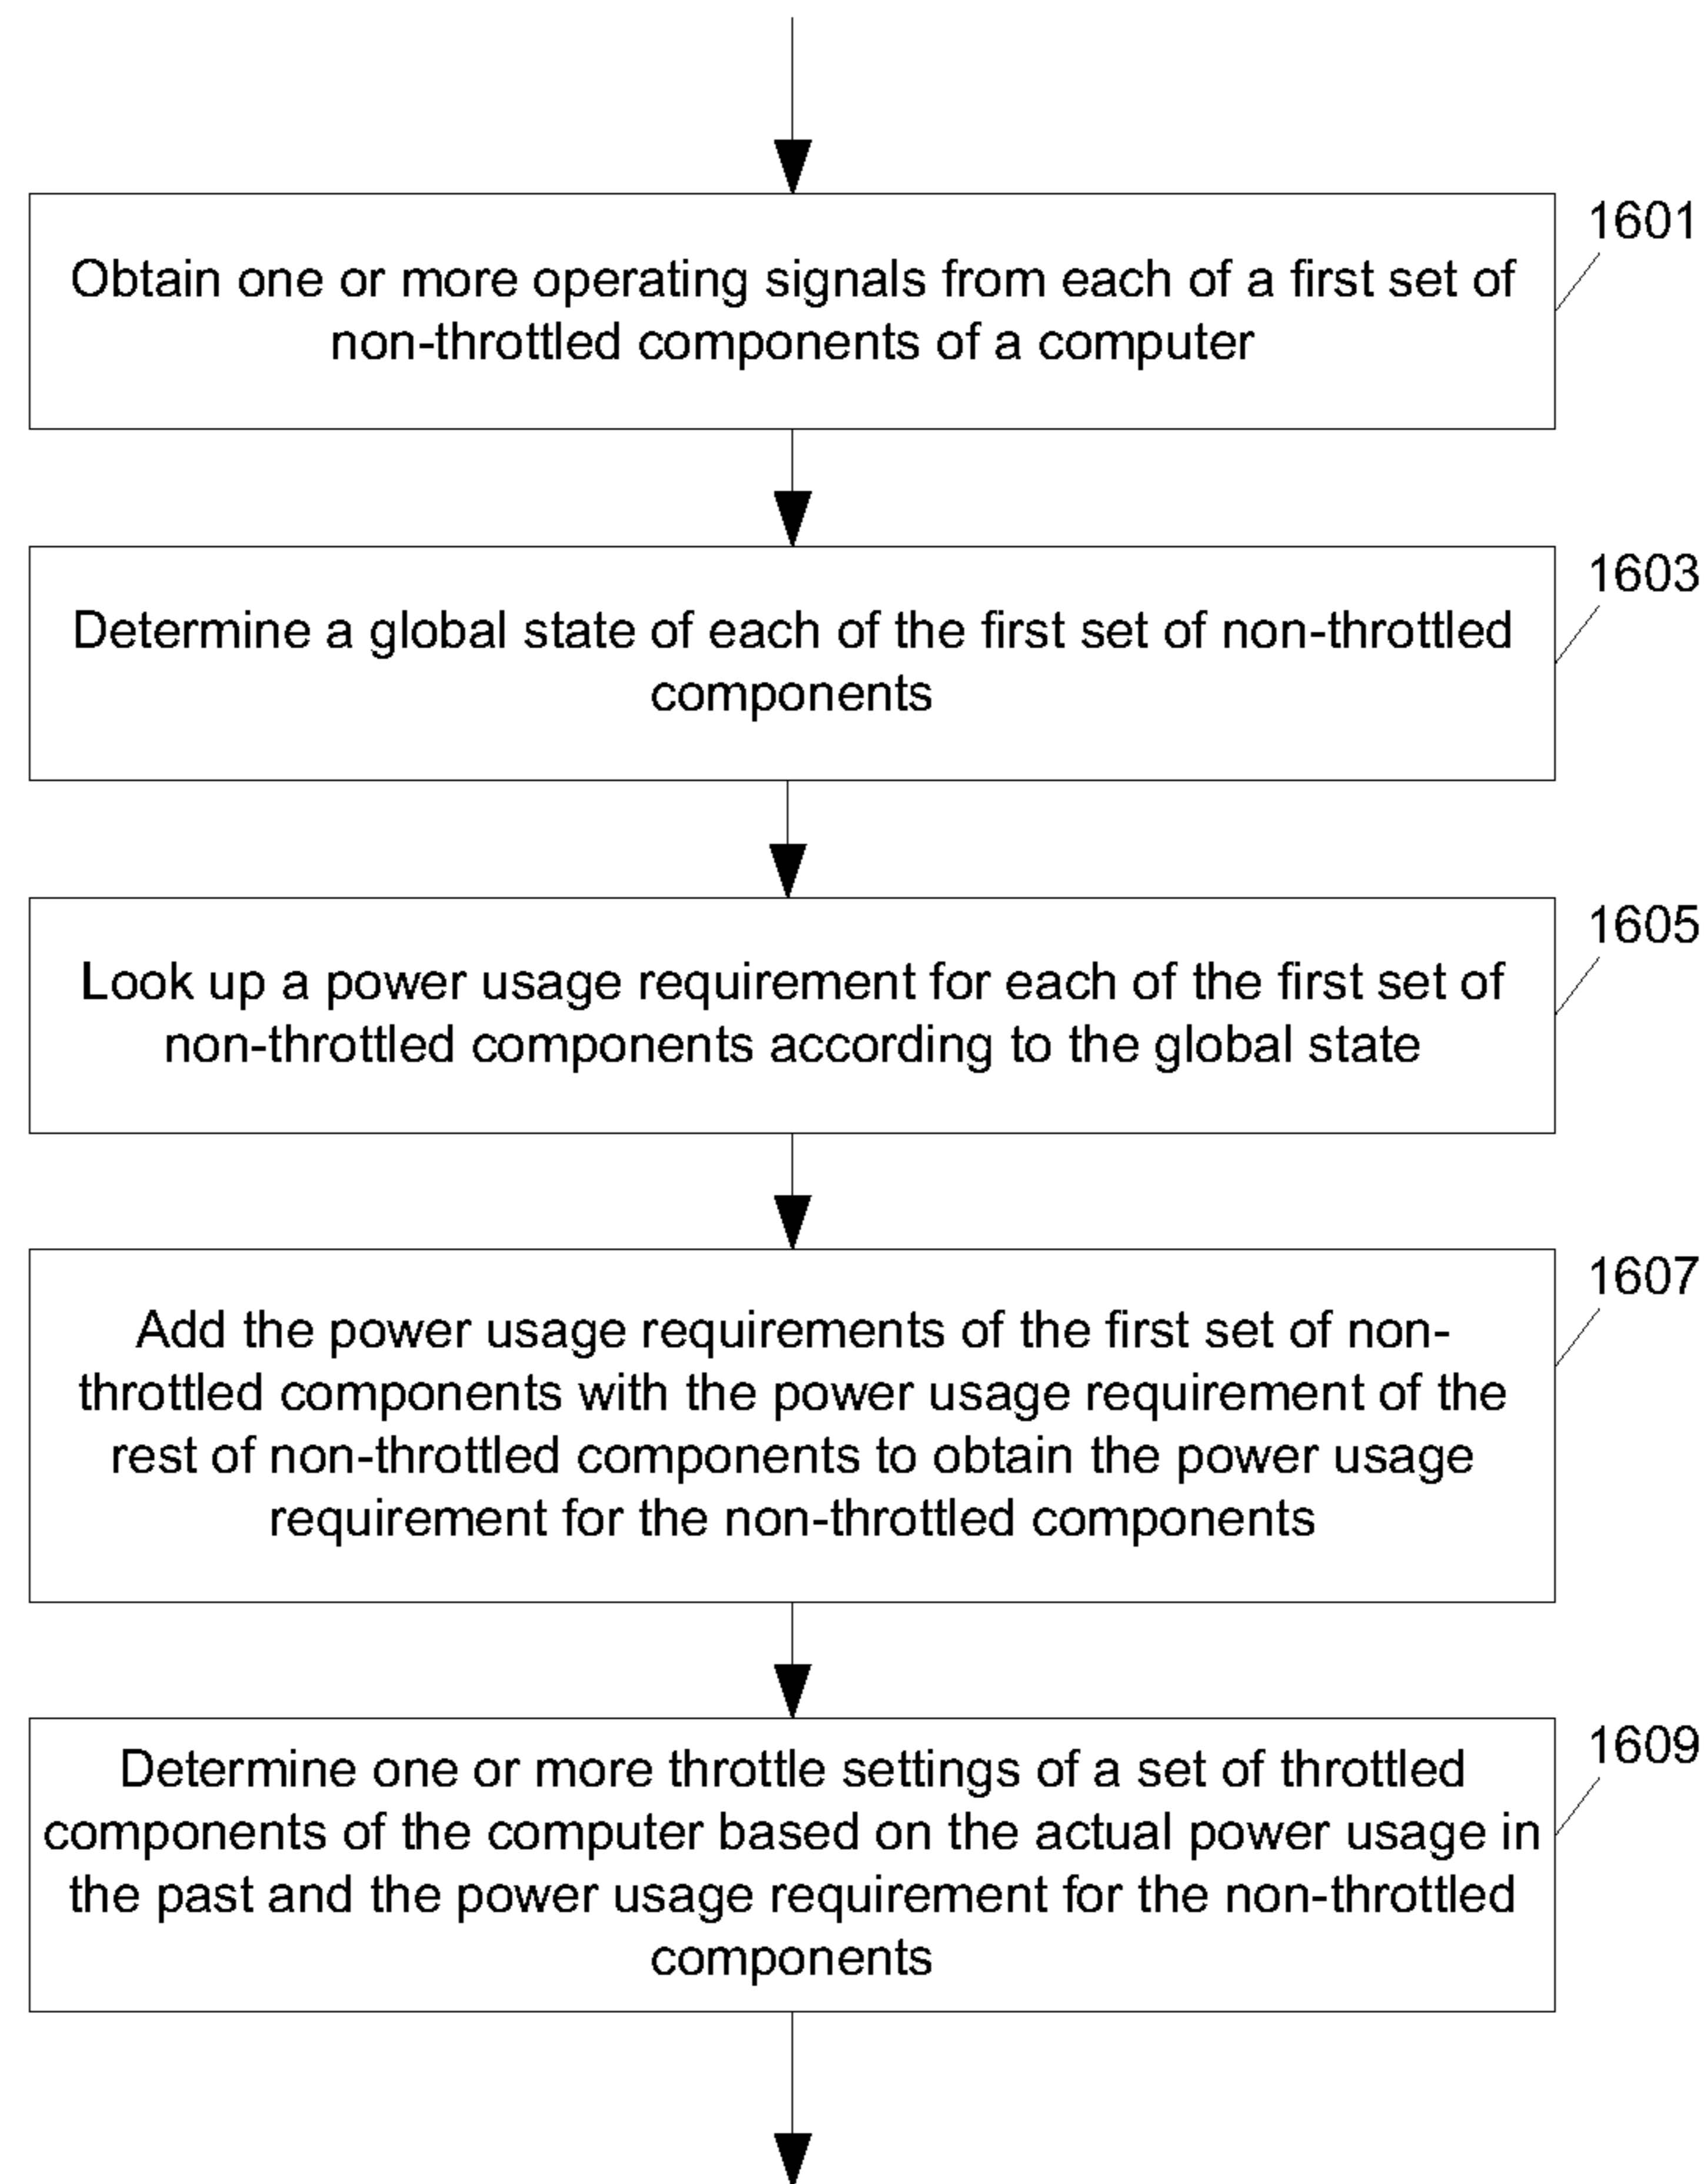 1601
Obtain one or more operating signals from each of a first set of
non-throttled components of a computer
1603
Determine a global state of each of the first set of non-throttled
components
1605
Look up a power usage requirement for each of the first set of
non-throttled components according to the global state
1607
Add the power usage requirements of the first set of non-
throttled components with the power usage requirement of the
rest of non-throttled components to obtain the power usage
requirement for the non-throttled components
1609
Determine one or more throttle settings of a set of throttled
components of the computer based on the actual power usage in
the past and the power usage requirement for the non-throttled
components